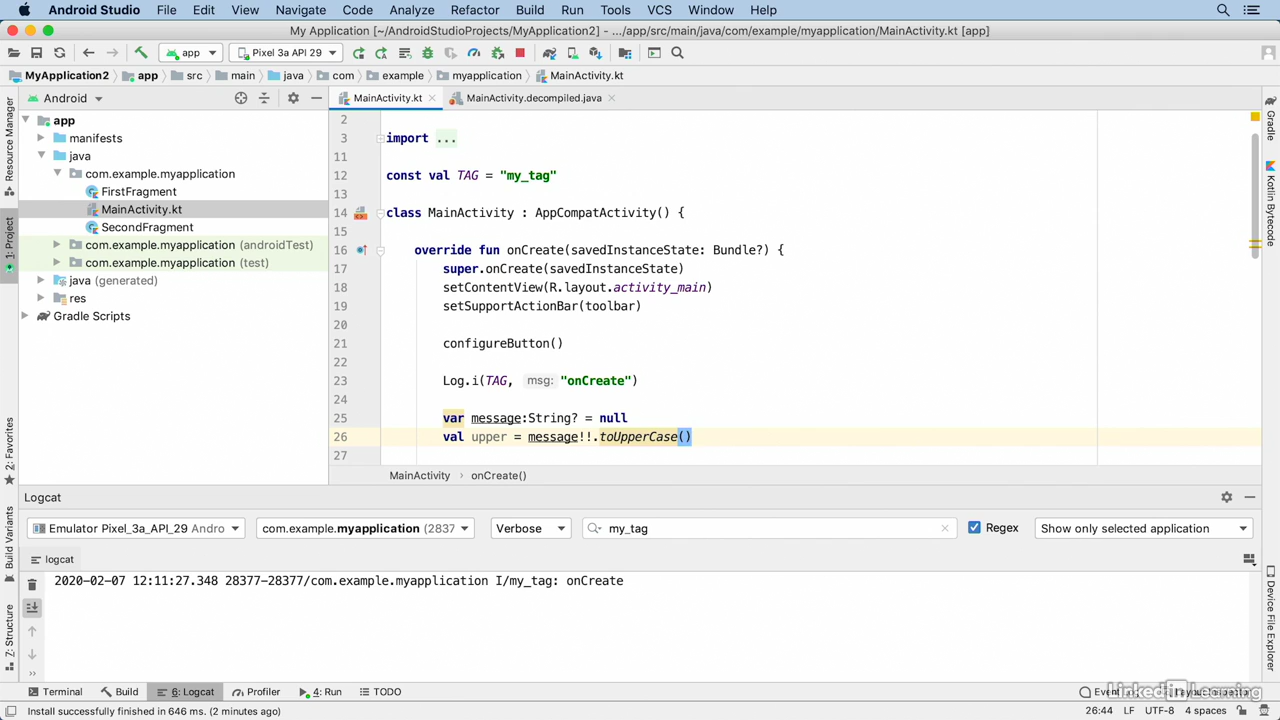 Android Studio File Edit View Navigate Code Analyze Refactor Build Run Tools VCS Window Help
My Application [~/AndroidStudioProjects/MyApplication2] - .../app/src/main/java/com/example/myapplication/MainActivity.kt [app]
app Pixel 3a API 29
MyApplication2 app src main java com example myapplication MainActivity.kt
Android MainActivity.kt MainActivity.decompiled.java
Resource Manager
1: Project
2: Favorites
Build Variants
Z: Structure
app
manifests
java
com.example.myapplication
FirstFragment
MainActivity.kt
SecondFragment
com.example.myapplication (androidTest)
com.example.myapplication (test)
java (generated)
res
Gradle Scripts
2
3 import ...
11
12 const val TAG = "my_tag"
13
14 class MainActivity : AppCompatActivity() {
15
16 override fun onCreate(savedInstanceState: Bundle?) {
17 super.onCreate(savedInstanceState)
18 setContentView(R.layout.activity_main)
19 setSupportActionBar(toolbar)
20
21 configureButton()
22
23 Log.i(TAG, msg: "onCreate")
24
25 var message:String? = null
26 val upper = message!!.toUpperCase()
27
MainActivity › onCreate()
Gradle
Kotlin Bytecode
Device File Explorer
Logcat
Emulator Pixel_3a_API_29 Andro com.example.myapplication (2837 Verbose my_tag Regex Show only selected application
logcat
2020-02-07 12:11:27.348 28377-28377/com.example.myapplication I/my_tag: onCreate
Terminal Build 6: Logcat Profiler 4: Run TODO
LinkedIn Learning
Install successfully finished in 646 ms. (2 minutes ago) 26:44 LF UTF-8 4 spaces